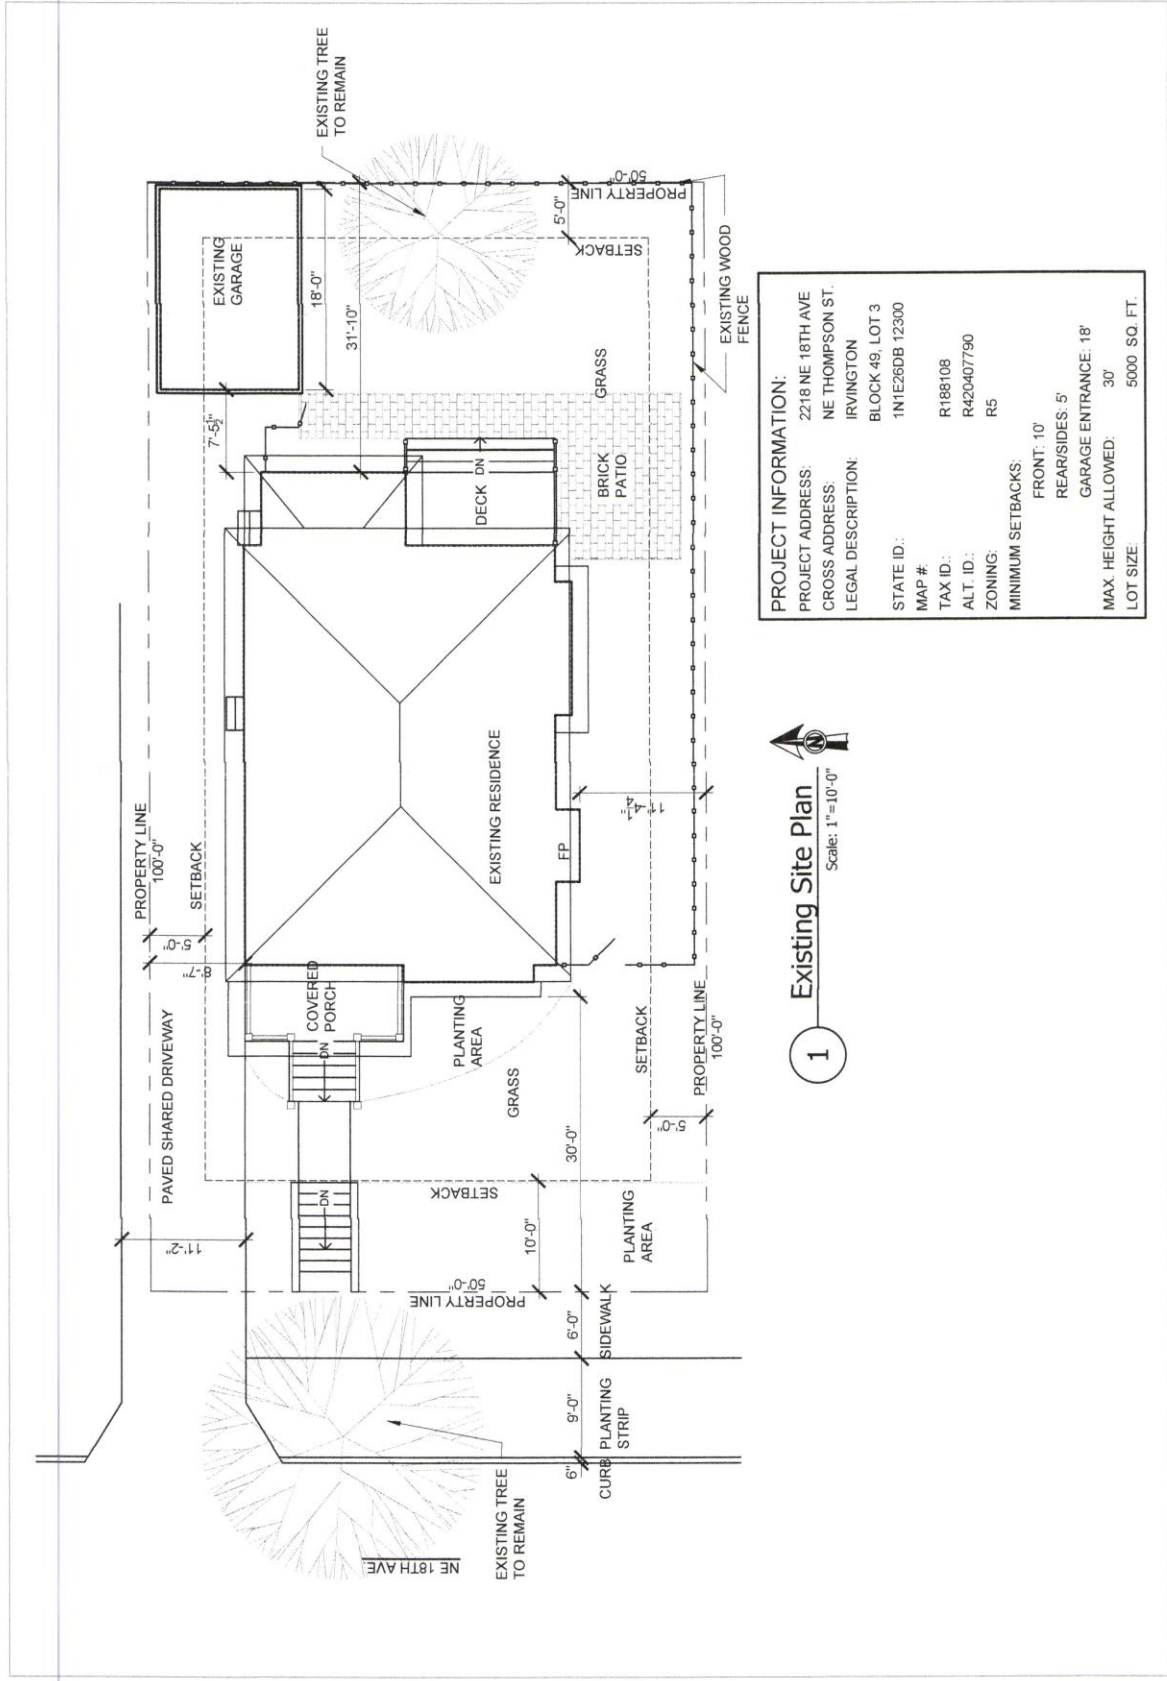 EXISTING TREE
TO REMAIN
NE 18TH AVE.
6"
CURB
9'-0"
PLANTING
STRIP
6'-0"
SIDEWALK
PROPERTY LINE
50'-0"
11'-2"
PAVED SHARED DRIVEWAY
DN
10'-0"
SETBACK
PLANTING
AREA
30'-0"
GRASS
SETBACK
5'-0"
PROPERTY LINE
100'-0"
DN
COVERED
PORCH
PLANTING
AREA
8'-7"
5'-0"
PROPERTY LINE
100'-0"
SETBACK
EXISTING RESIDENCE
FP
DECK
DN
BRICK
PATIO
GRASS
7'-5½"
31'-10"
18'-0"
EXISTING
GARAGE
EXISTING TREE
TO REMAIN
5'-0"
SETBACK
PROPERTY LINE
50'-0"
EXISTING WOOD
FENCE
1
Existing Site Plan
Scale: 1"=10'-0"
N
PROJECT INFORMATION:
PROJECT ADDRESS: 2218 NE 18TH AVE
CROSS ADDRESS: NE THOMPSON ST.
LEGAL DESCRIPTION: IRVINGTON
BLOCK 49, LOT 3
STATE ID.: 1N1E26DB 12300
MAP #:
TAX ID.: R188108
ALT. ID.: R420407790
ZONING: R5
MINIMUM SETBACKS:
FRONT: 10'
REAR/SIDES: 5'
GARAGE ENTRANCE: 18'
MAX. HEIGHT ALLOWED: 30'
LOT SIZE: 5000 SQ. FT.